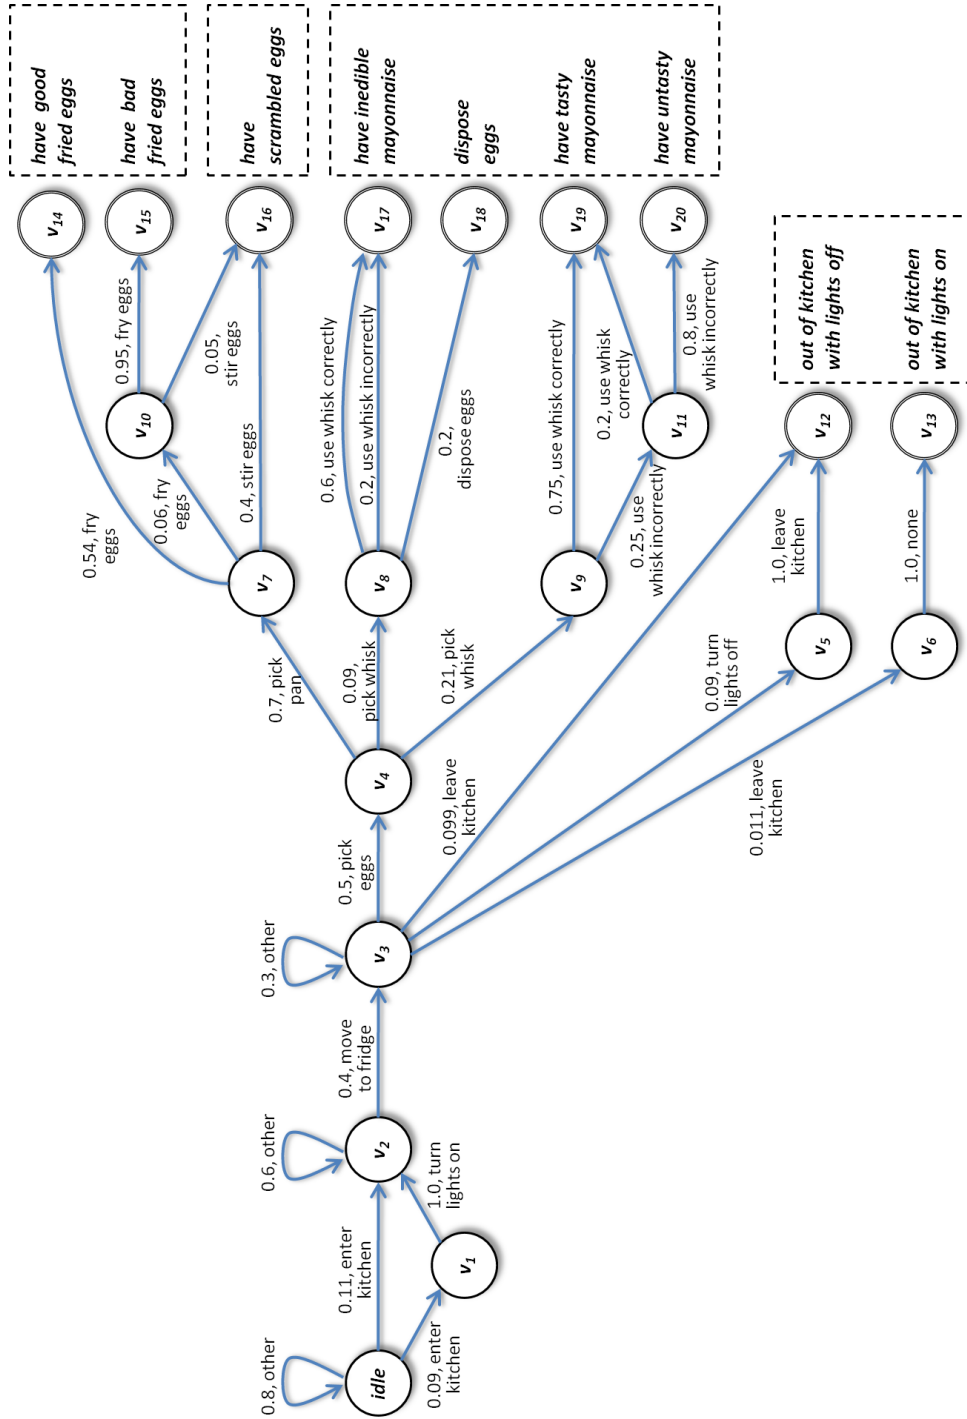 0.8, other
idle
0.09, enter
kitchen
0.11, enter
kitchen
v1
1.0, turn
lights on
0.6, other
v2
0.4, move
to fridge
0.3, other
v3
0.5, pick
eggs
0.099, leave
kitchen
0.09, turn
lights off
0.011, leave
kitchen
v4
0.7, pick
pan
0.09,
pick whisk
0.21, pick
whisk
v5
1.0, leave
kitchen
v6
1.0, none
v7
0.54, fry
eggs
0.06, fry
eggs
0.4, stir eggs
v8
0.6, use whisk correctly
0.2, use whisk incorrectly
0.2,
dispose eggs
v9
0.75, use whisk correctly
0.25, use
whisk incorrectly
v10
0.95, fry eggs
0.05,
stir eggs
v11
0.2, use whisk
correctly
0.8, use
whisk incorrectly
v12
out of kitchen
with lights off
v13
out of kitchen
with lights on
v14
have good
fried eggs
v15
have bad
fried eggs
v16
have
scrambled eggs
v17
have inedible
mayonnaise
v18
dispose
eggs
v19
have tasty
mayonnaise
v20
have untasty
mayonnaise